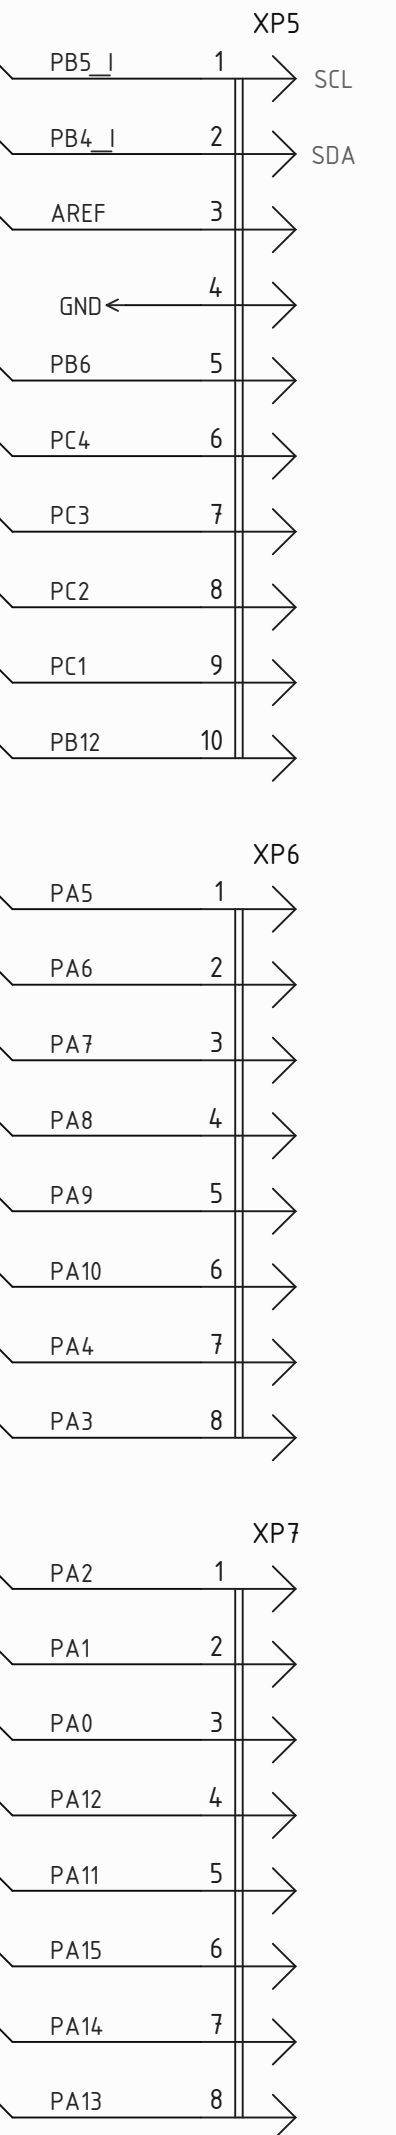 XP5
PB5_I 1 SCL
PB4_I 2 SDA
AREF 3
GND 4
PB6 5
PC4 6
PC3 7
PC2 8
PC1 9
PB12 10
XP6
PA5 1
PA6 2
PA7 3
PA8 4
PA9 5
PA10 6
PA4 7
PA3 8
XP7
PA2 1
PA1 2
PA0 3
PA12 4
PA11 5
PA15 6
PA14 7
PA13 8